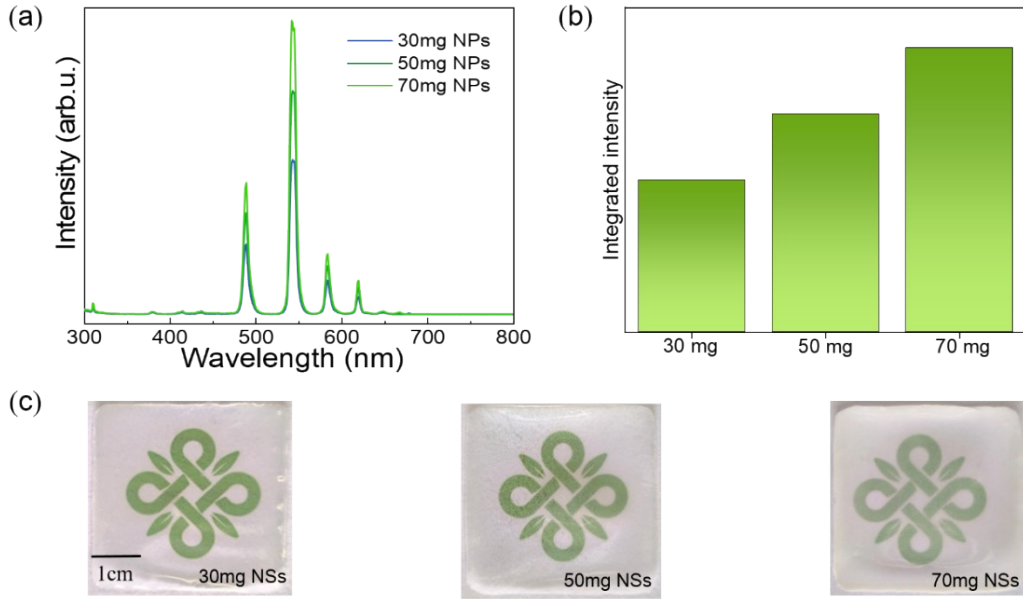 (a)
Intensity (arb.u.)
30mg NPs
50mg NPs
70mg NPs
300 400 500 600 700 800
Wavelength (nm)
(b)
Integrated intensity
30 mg 50 mg 70 mg
(c)
1cm
30mg NSs
50mg NSs
70mg NSs